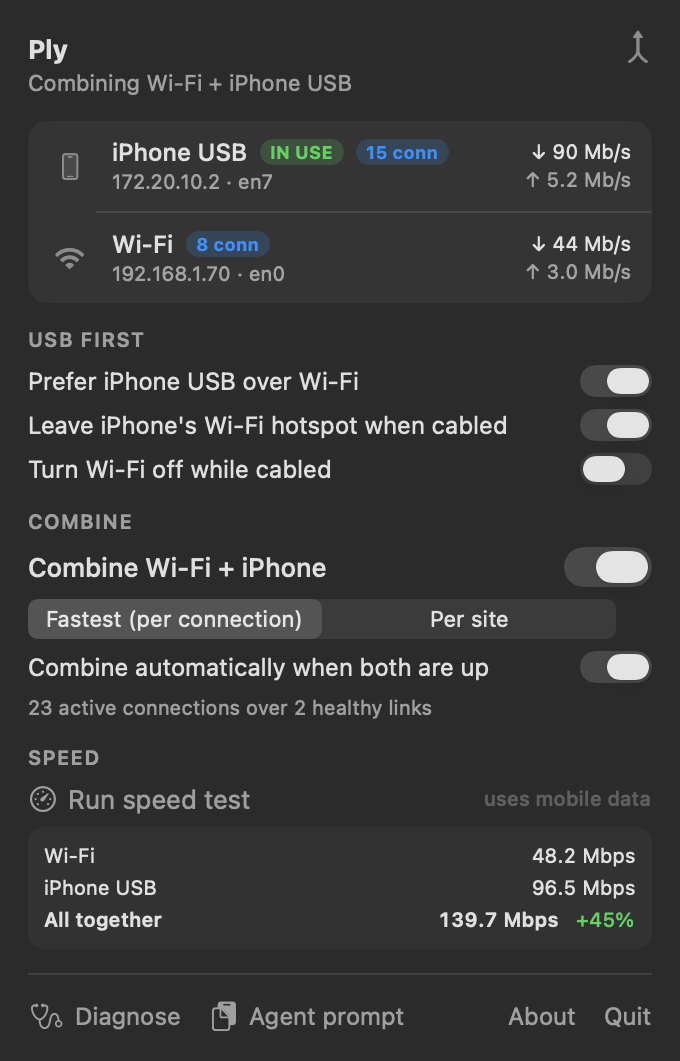 Ply
Combining Wi-Fi + iPhone USB
iPhone USB IN USE 15 conn ↓ 90 Mb/s
172.20.10.2 · en7 ↑ 5.2 Mb/s
Wi-Fi 8 conn ↓ 44 Mb/s
192.168.1.70 · en0 ↑ 3.0 Mb/s
USB FIRST
Prefer iPhone USB over Wi-Fi
Leave iPhone's Wi-Fi hotspot when cabled
Turn Wi-Fi off while cabled
COMBINE
Combine Wi-Fi + iPhone
Fastest (per connection) Per site
Combine automatically when both are up
23 active connections over 2 healthy links
SPEED
Run speed test uses mobile data
Wi-Fi 48.2 Mbps
iPhone USB 96.5 Mbps
All together 139.7 Mbps +45%
Diagnose Agent prompt About Quit